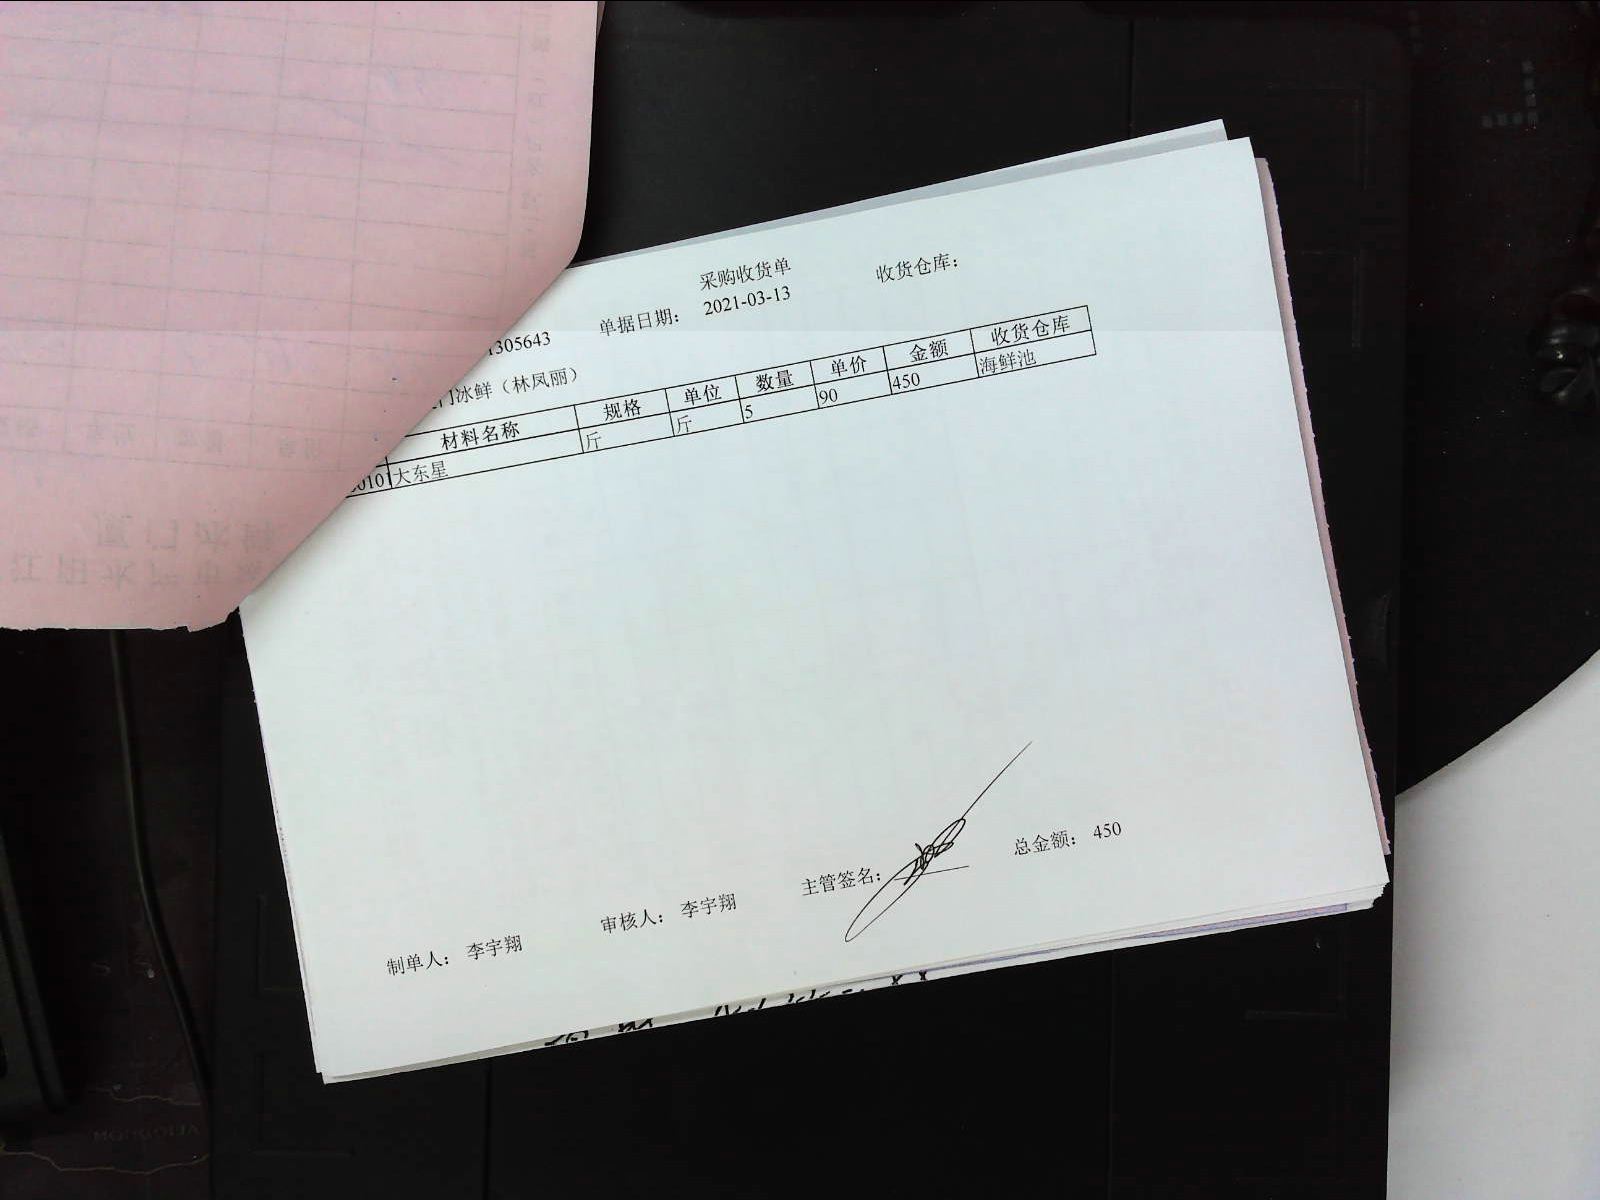 采购收货单
收货仓库：
1305643 单据日期： 2021-03-13
门冰鲜（林凤丽）
材料名称 规格 单位 数量 单价 金额 收货仓库
0101 大东星 斤 斤 5 90 450 海鲜池
制单人： 李宇翔 审核人： 李宇翔 主管签名： 总金额： 450